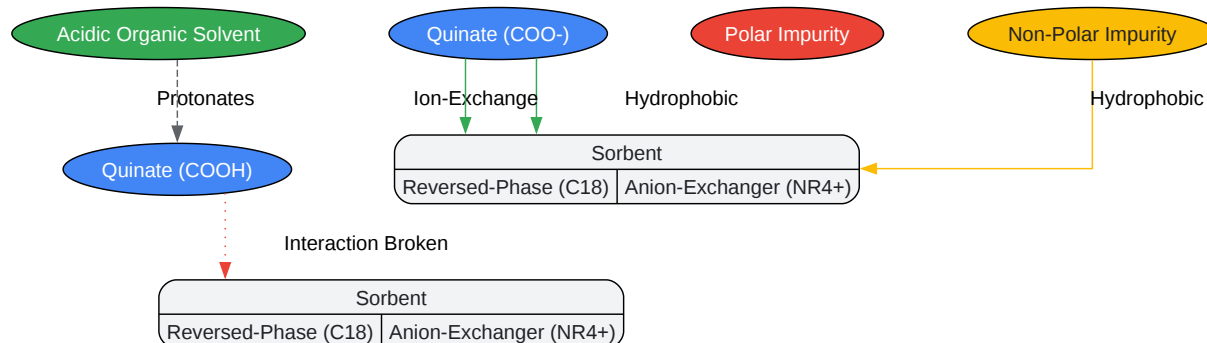 Acidic Organic Solvent
Quinate (COO-)
Polar Impurity
Non-Polar Impurity
Protonates
Ion-Exchange
Hydrophobic
Hydrophobic
Quinate (COOH)
Sorbent
Reversed-Phase (C18)
Anion-Exchanger (NR4+)
Interaction Broken
Sorbent
Reversed-Phase (C18)
Anion-Exchanger (NR4+)